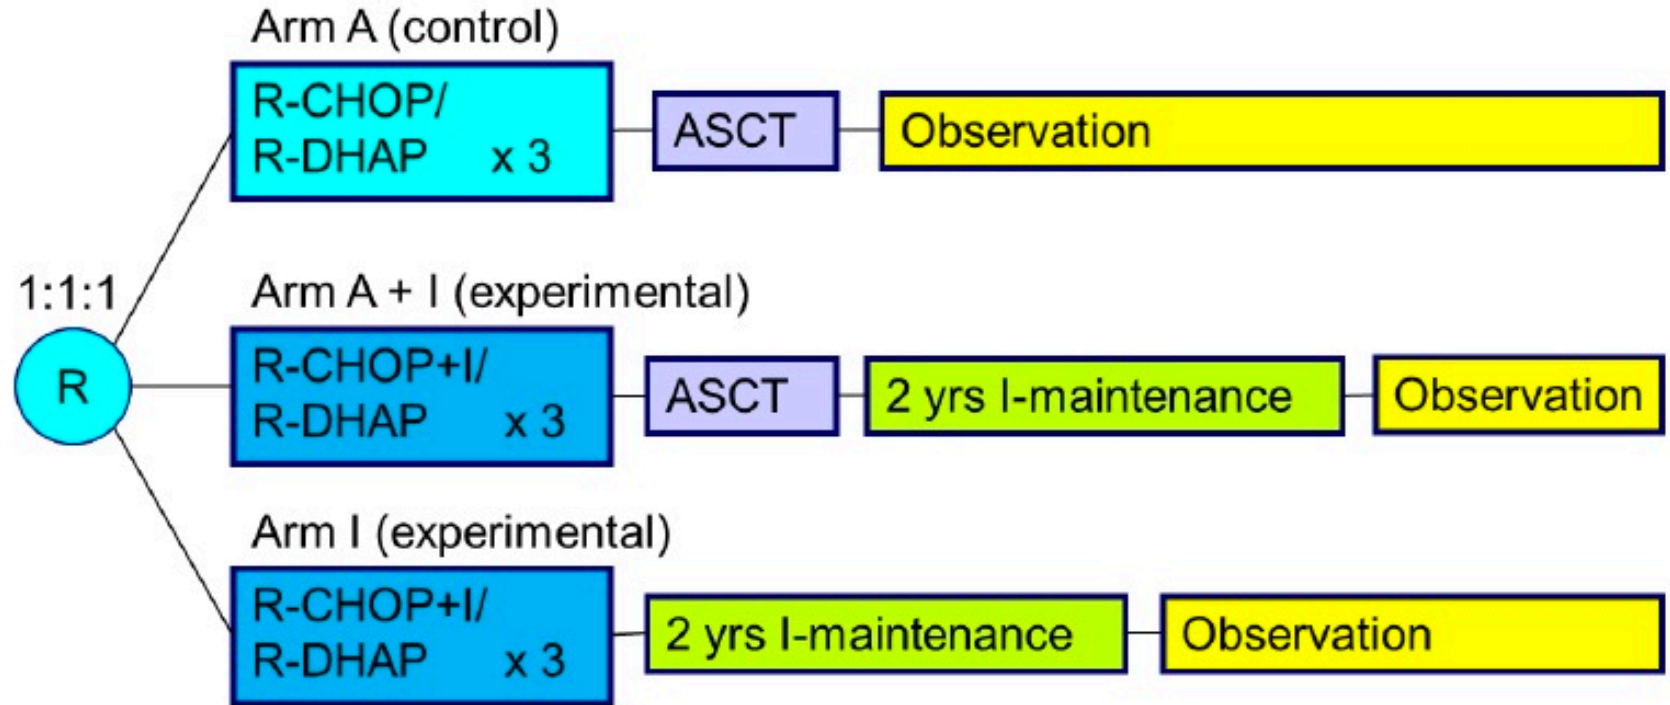 Arm A (control)
R-CHOP/
R-DHAP x 3
ASCT
Observation
1:1:1
R
Arm A + I (experimental)
R-CHOP+I/
R-DHAP x 3
ASCT
2 yrs I-maintenance
Observation
Arm I (experimental)
R-CHOP+I/
R-DHAP x 3
2 yrs I-maintenance
Observation